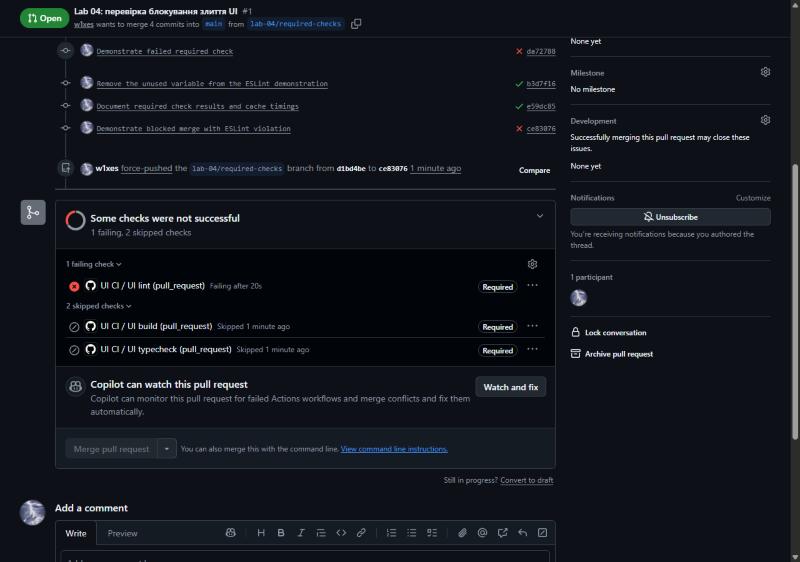 Open
Lab 04: перевірка блокування злиття UI #1
w1xes wants to merge 4 commits into main from lab-04/required-checks
Demonstrate failed required check da72788
Remove the unused variable from the ESLint demonstration b3d7f16
Document required check results and cache timings e59dc85
Demonstrate blocked merge with ESLint violation ce83076
w1xes force-pushed the lab-04/required-checks branch from d1bd4be to ce83076 1 minute ago
Compare
Some checks were not successful
1 failing, 2 skipped checks
1 failing check
UI CI / UI lint (pull_request) Failing after 20s Required
2 skipped checks
UI CI / UI build (pull_request) Skipped 1 minute ago Required
UI CI / UI typecheck (pull_request) Skipped 1 minute ago Required
Copilot can watch this pull request
Copilot can monitor this pull request for failed Actions workflows and merge conflicts and fix them
automatically.
Watch and fix
Merge pull request
You can also merge this with the command line. View command line instructions.
Still in progress? Convert to draft
Add a comment
Write Preview
None yet
Milestone
No milestone
Development
Successfully merging this pull request may close these
issues.
None yet
Notifications Customize
Unsubscribe
You're receiving notifications because you authored the
thread.
1 participant
Lock conversation
Archive pull request